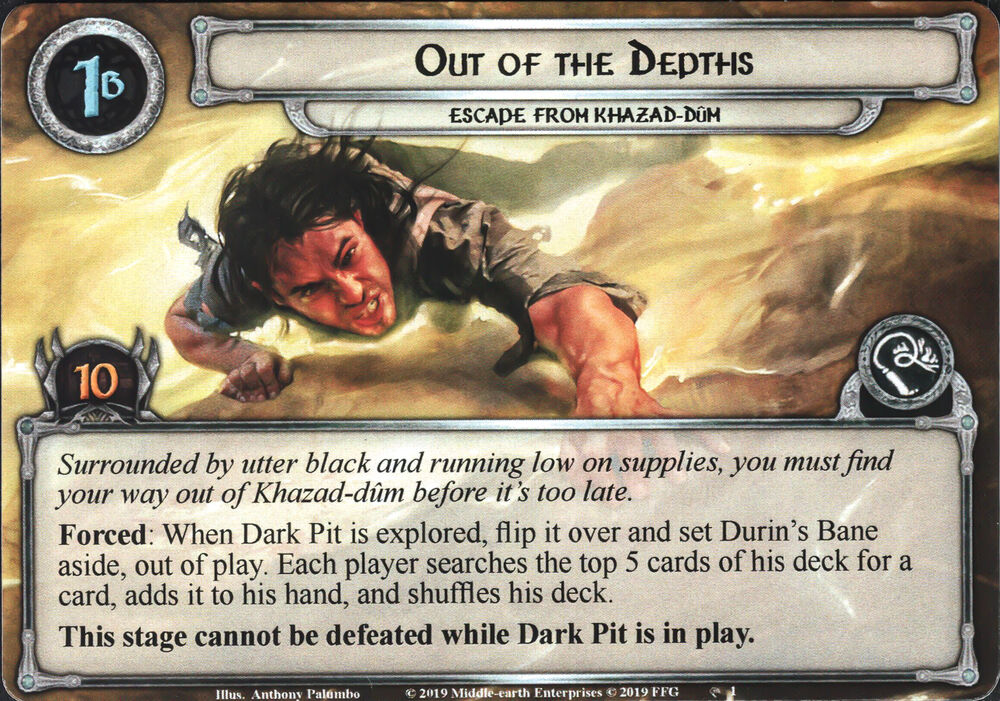 1B
OUT OF THE DEPTHS
ESCAPE FROM KHAZAD-DÛM
10
Surrounded by utter black and running low on supplies, you must find
your way out of Khazad-dûm before it's too late.
Forced: When Dark Pit is explored, flip it over and set Durin's Bane
aside, out of play. Each player searches the top 5 cards of his deck for a
card, adds it to his hand, and shuffles his deck.
This stage cannot be defeated while Dark Pit is in play.
Illus. Anthony Palumbo © 2019 Middle-earth Enterprises © 2019 FFG 1